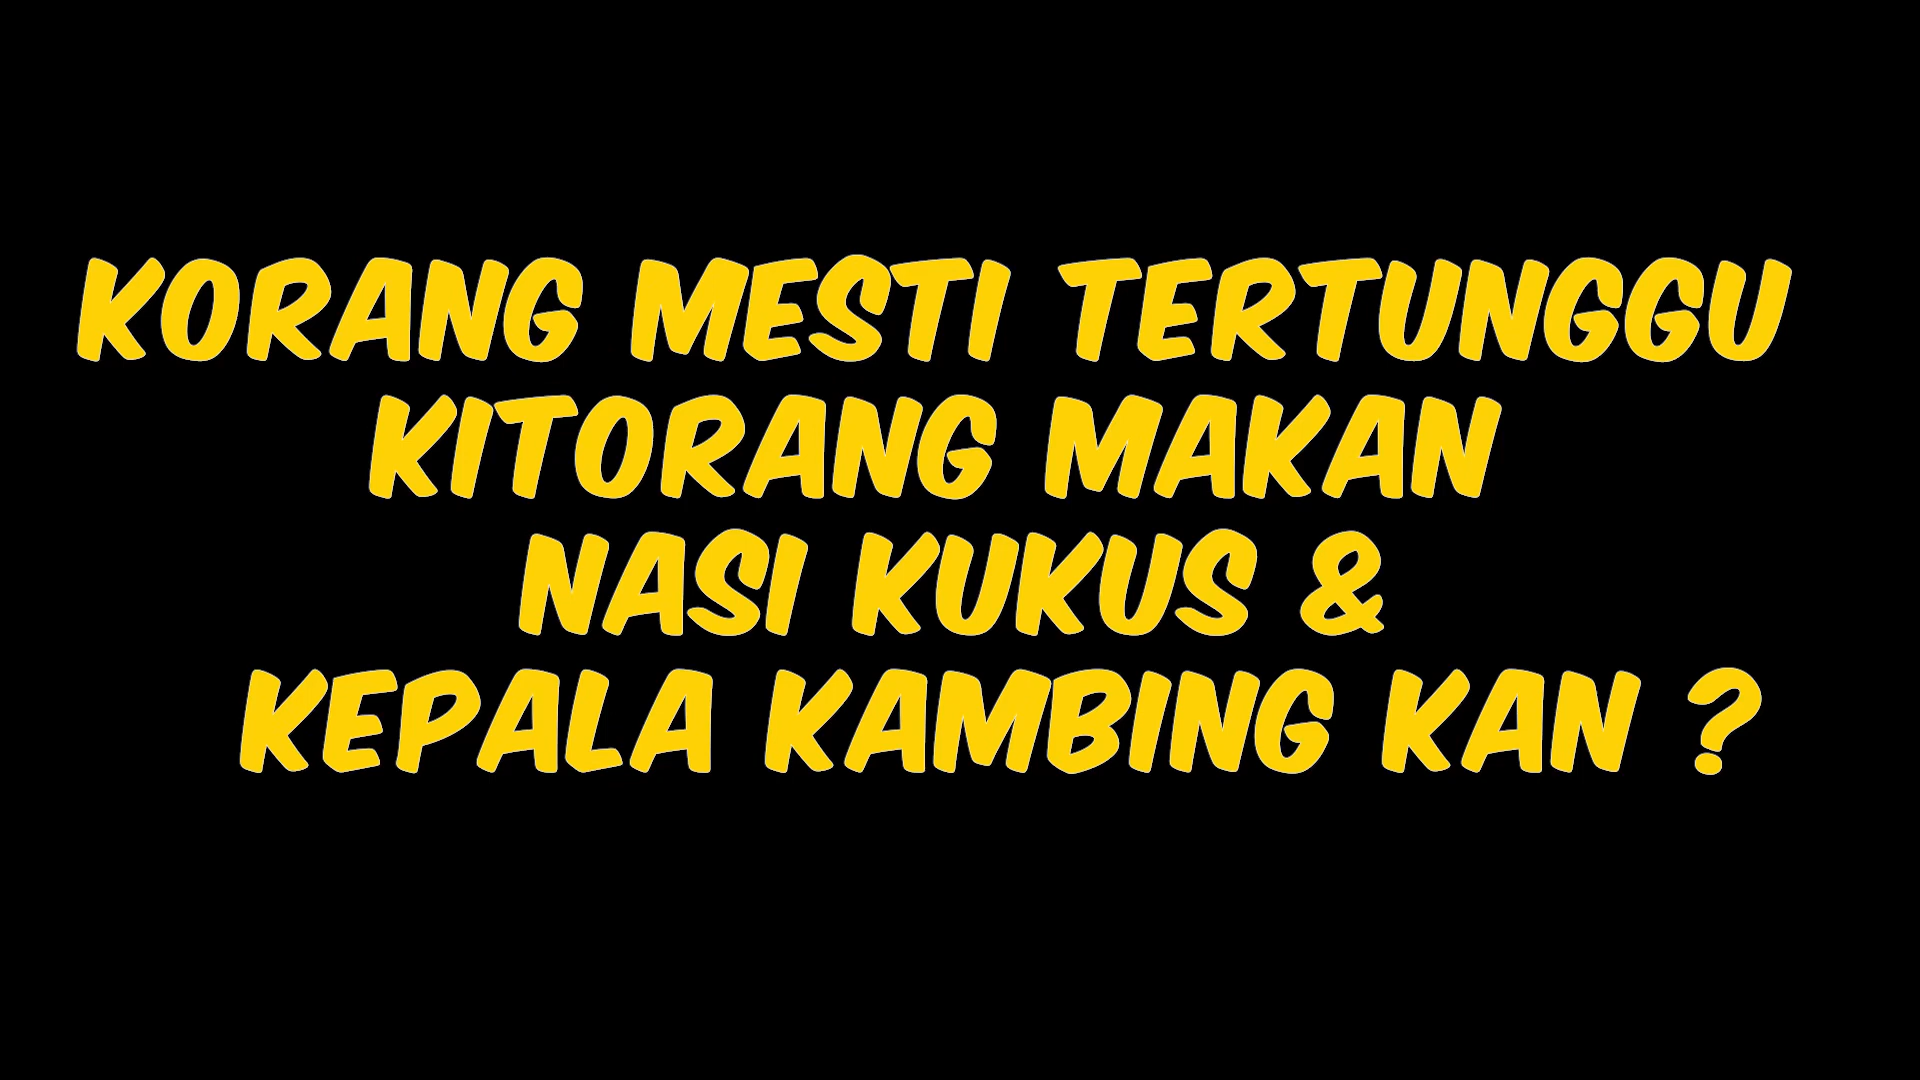 KORANG MESTI TERTUNGGU
KITORANG MAKAN
NASI KUKUS &
KEPALA KAMBING KAN ?